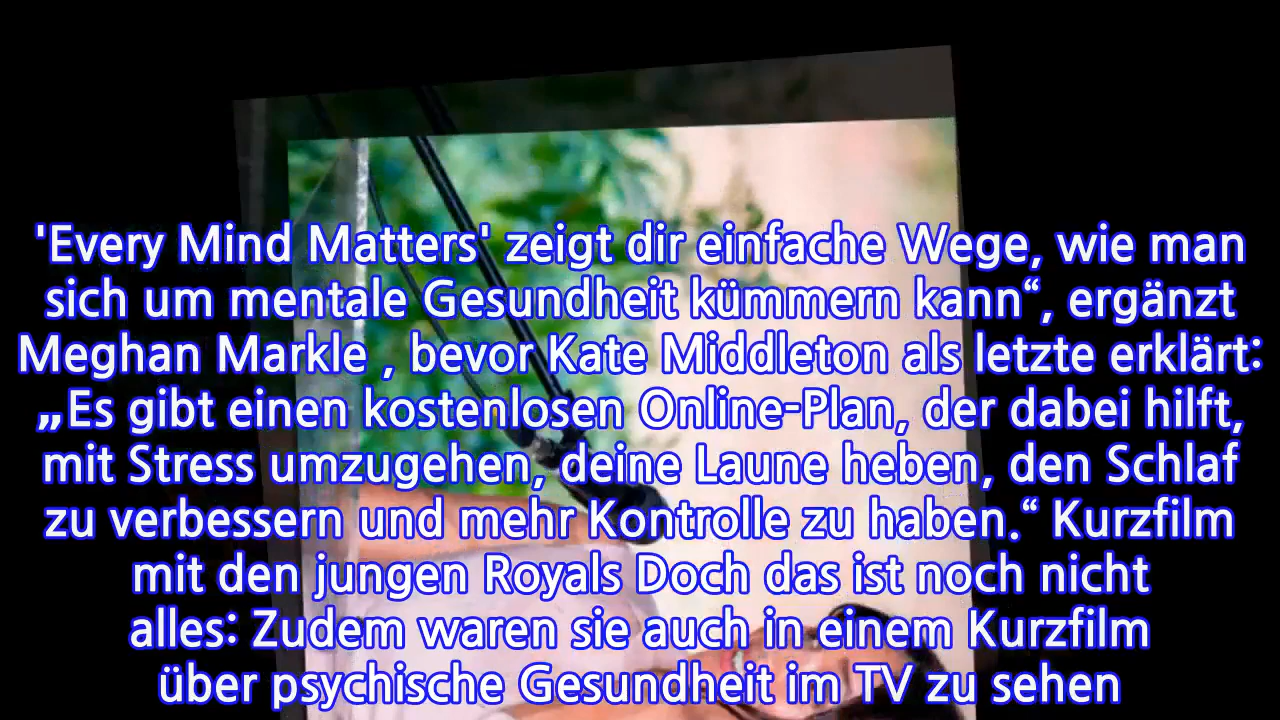 'Every Mind Matters' zeigt dir einfache Wege, wie man
sich um mentale Gesundheit kümmern kann“, ergänzt
Meghan Markle , bevor Kate Middleton als letzte erklärt:
„Es gibt einen kostenlosen Online-Plan, der dabei hilft,
mit Stress umzugehen, deine Laune heben, den Schlaf
zu verbessern und mehr Kontrolle zu haben.“ Kurzfilm
mit den jungen Royals Doch das ist noch nicht
alles: Zudem waren sie auch in einem Kurzfilm
über psychische Gesundheit im TV zu sehen